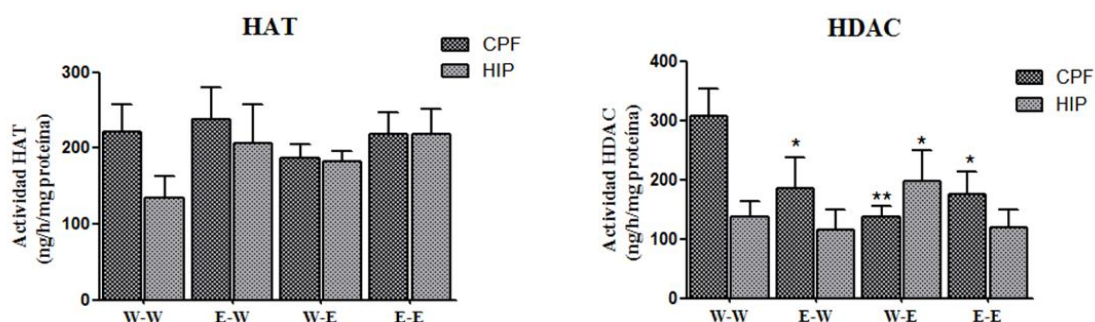 HAT
CPF
HIP
Actividad HAT
(ng/h/mg proteína)
300
200
100
0
W-W E-W W-E E-E
HDAC
CPF
HIP
Actividad HDAC
(ng/h/mg proteína)
400
300
200
100
0
* ** * *
W-W E-W W-E E-E